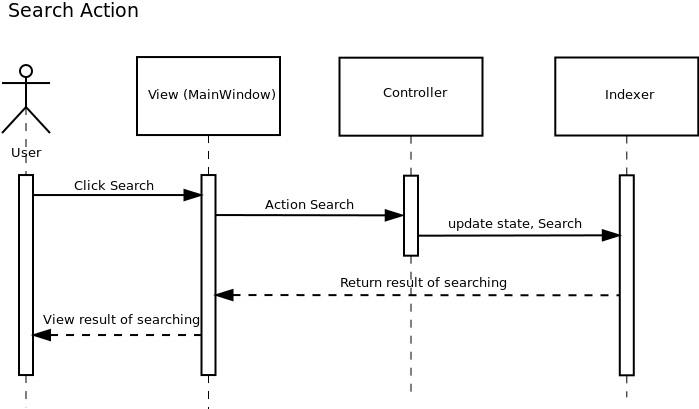 Search Action
View (MainWindow)
Controller
Indexer
User
Click Search
Action Search
update state, Search
Return result of searching
View result of searching